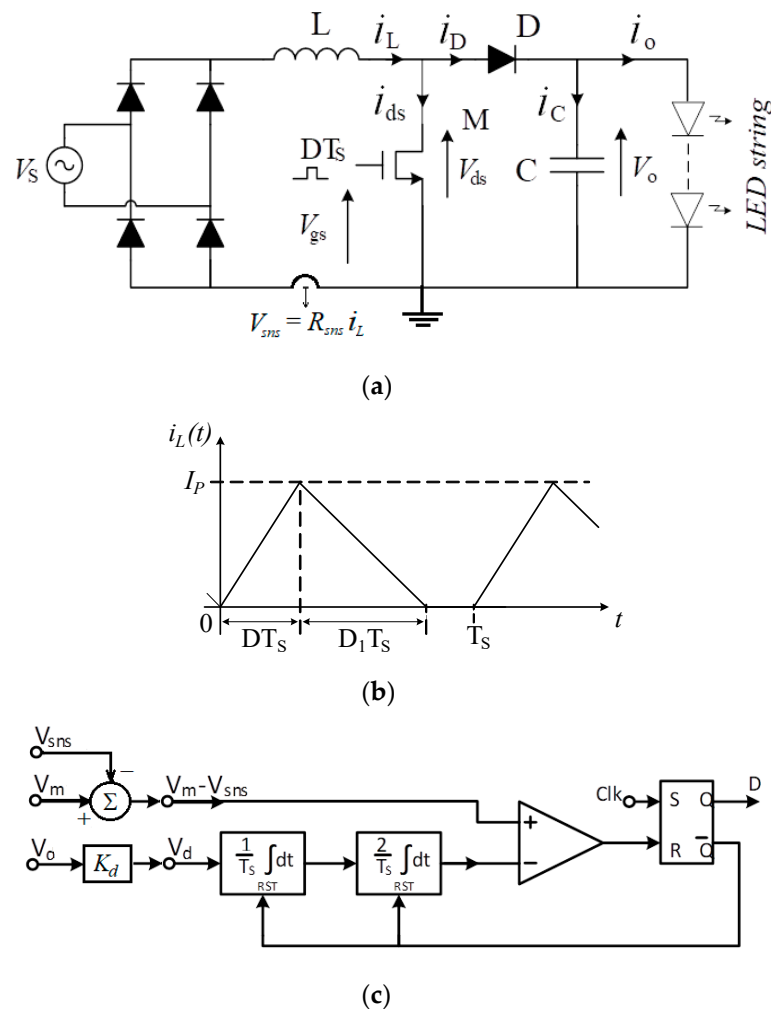 L i_L i_D D i_o
i_ds M i_C
V_S DT_S V_ds C V_o LED string
V_gs
V_sns = R_sns i_L
(a)
i_L(t)
I_P
0 DT_S D₁T_S T_S t
(b)
V_sns
−
V_m Σ V_m-V_sns
+
Clk S Q D
+
V_o K_d V_d 1/T_S ∫dt 2/T_S ∫dt − R Q̅
RST RST
(c)